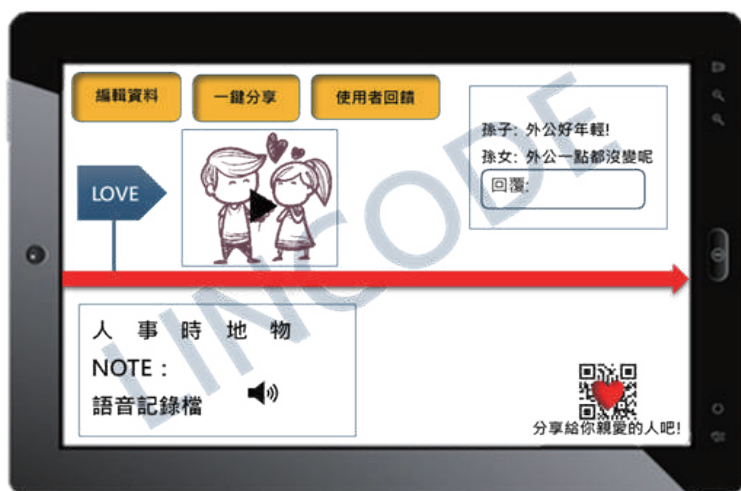 編輯資料
一鍵分享
使用者回饋
孫子: 外公好年輕!
孫女: 外公一點都沒變呢
回覆:
LOVE
LINCODE
人 事 時 地 物
NOTE：
語音記錄檔
分享給你親愛的人吧!